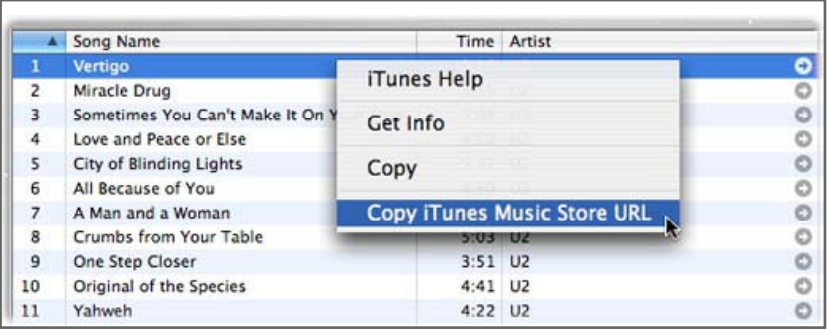 Song Name Time Artist
1 Vertigo
iTunes Help
2 Miracle Drug
3 Sometimes You Can't Make It On Y
Get Info
4 Love and Peace or Else
5 City of Blinding Lights
Copy
6 All Because of You
7 A Man and a Woman
Copy iTunes Music Store URL
8 Crumbs from Your Table 5:03 U2
9 One Step Closer 3:51 U2
10 Original of the Species 4:41 U2
11 Yahweh 4:22 U2